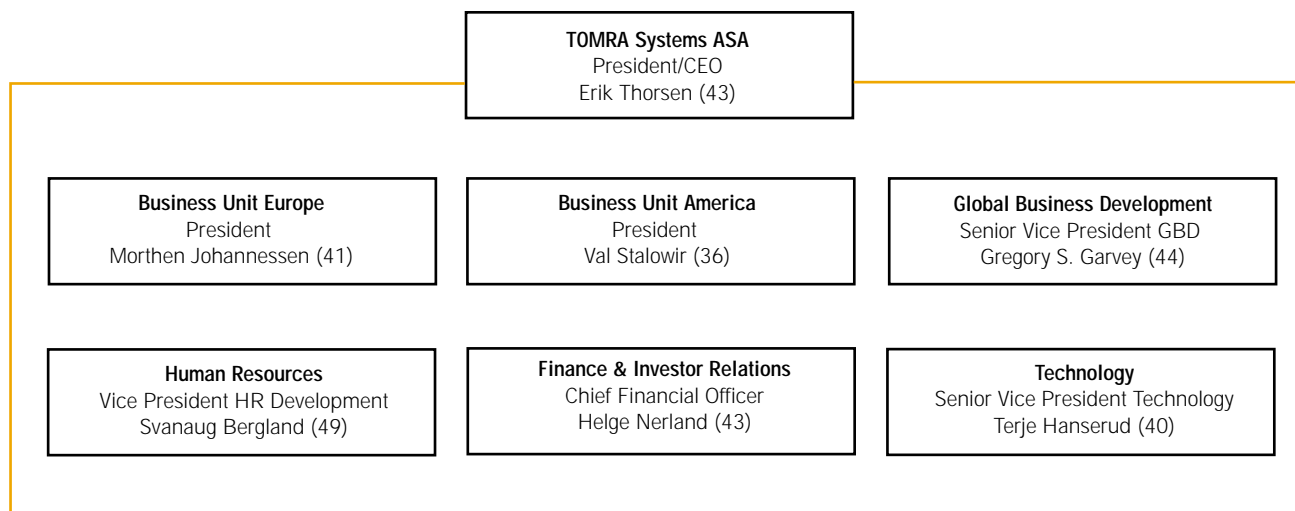 TOMRA Systems ASA
President/CEO
Erik Thorsen (43)
Business Unit Europe
President
Morthen Johannessen (41)
Business Unit America
President
Val Stalowir (36)
Global Business Development
Senior Vice President GBD
Gregory S. Garvey (44)
Human Resources
Vice President HR Development
Svanaug Bergland (49)
Finance & Investor Relations
Chief Financial Officer
Helge Nerland (43)
Technology
Senior Vice President Technology
Terje Hanserud (40)